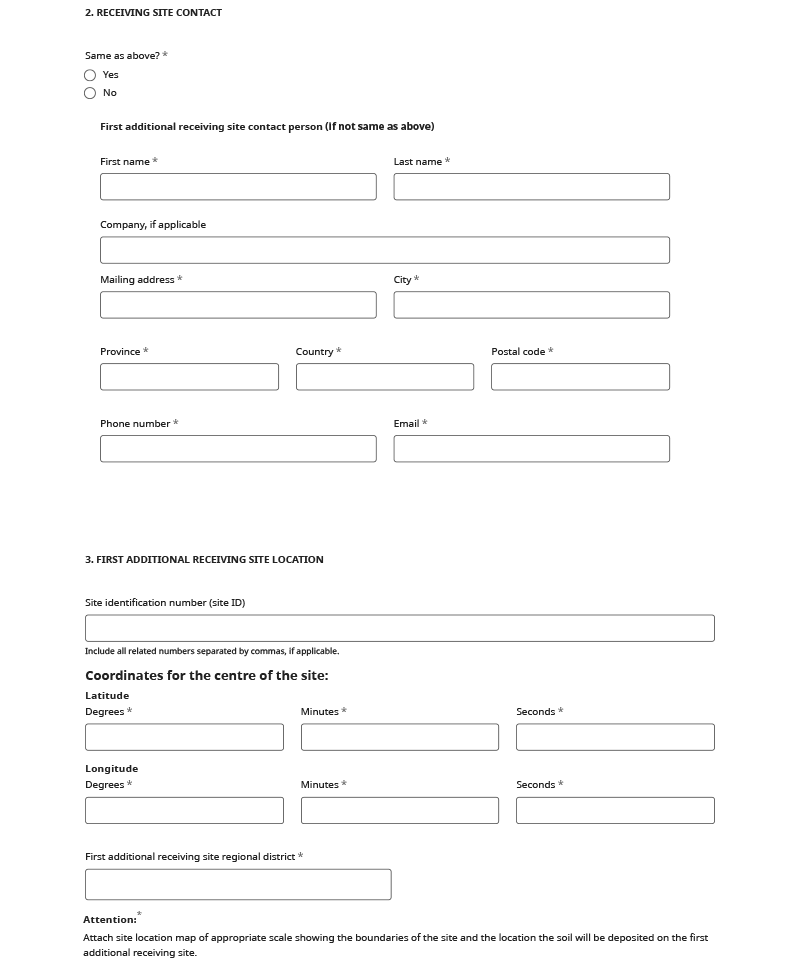 2. RECEIVING SITE CONTACT
Same as above? *
Yes
No
First additional receiving site contact person (if not same as above)
First name * Last name *
Company, if applicable
Mailing address * City *
Province * Country * Postal code *
Phone number * Email *
3. FIRST ADDITIONAL RECEIVING SITE LOCATION
Site identification number (site ID)
Include all related numbers separated by commas, if applicable.
Coordinates for the centre of the site:
Latitude
Degrees * Minutes * Seconds *
Longitude
Degrees * Minutes * Seconds *
First additional receiving site regional district *
Attention:*
Attach site location map of appropriate scale showing the boundaries of the site and the location the soil will be deposited on the first
additional receiving site.